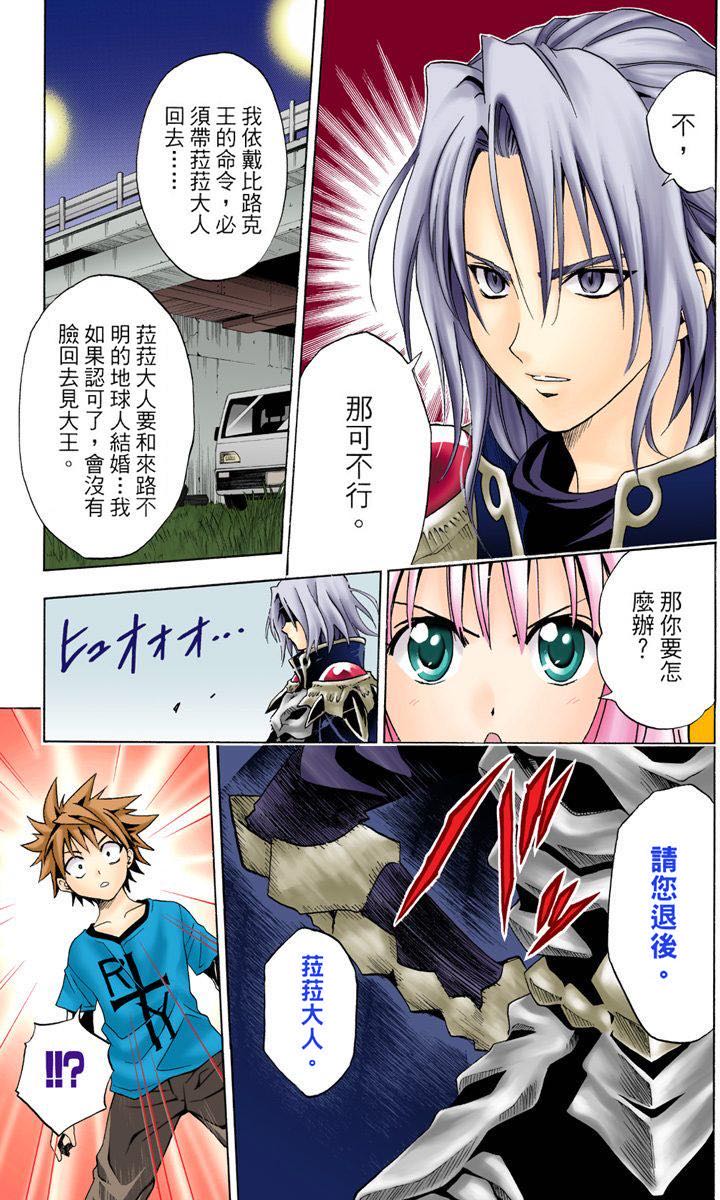 不，
那可不行。
我依戴比路克
王的命令，必
須帶菈菈大人
回去……
菈菈大人要和來路不
明的地球人結婚…我
如果認可了，會沒有
臉回去見大王。
那你要怎
麼辦？
ヒュオオオ…
請您退後。
バッ
菈菈大人。
!!?
R
T Y